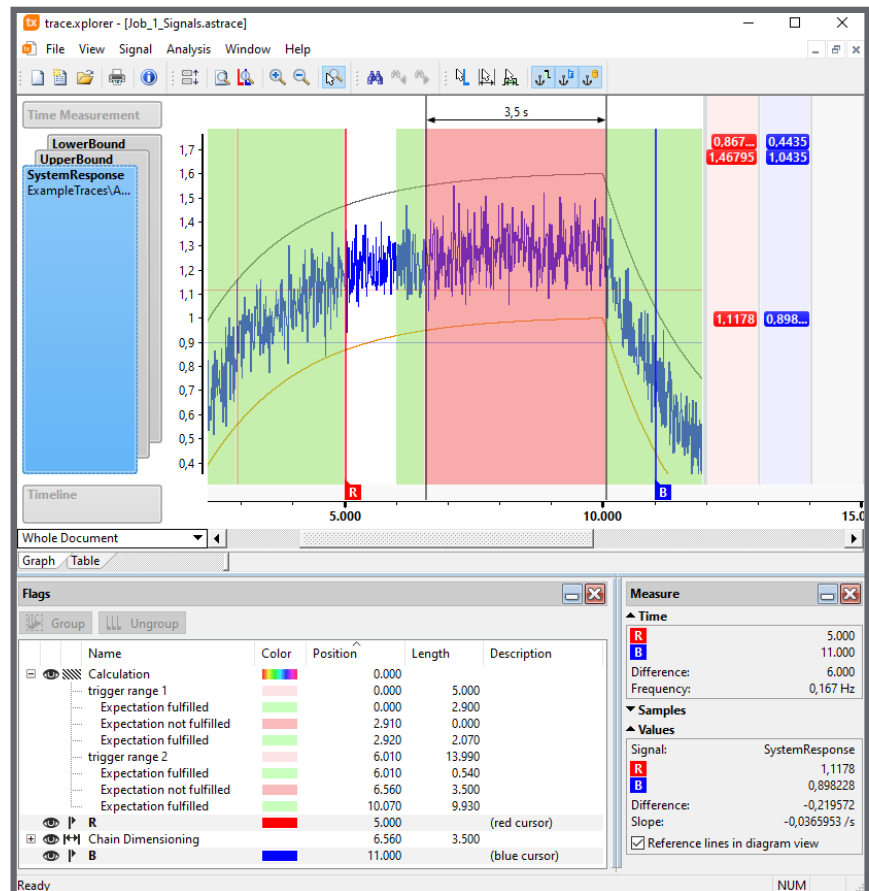 tx trace.xplorer - [Job_1_Signals.astrace]
File View Signal Analysis Window Help
Time Measurement
LowerBound
UpperBound
SystemResponse
ExampleTraces\A...
Timeline
3,5 s
1,7
1,6
1,5
1,4
1,3
1,2
1,1
1
0,9
0,8
0,7
0,6
0,5
0,4
0,867... 0,4435
1,46795 1,0435
1,1178 0,898...
R B
5.000 10.000 15.0
Whole Document
Graph Table
Flags
Group Ungroup
Name Color Position Length Description
Calculation 0.000
trigger range 1 0.000 5.000
Expectation fulfilled 0.000 2.900
Expectation not fulfilled 2.910 0.000
Expectation fulfilled 2.920 2.070
trigger range 2 6.010 13.990
Expectation fulfilled 6.010 0.540
Expectation not fulfilled 6.560 3.500
Expectation fulfilled 10.070 9.930
R 5.000 (red cursor)
Chain Dimensioning 6.560 3.500
B 11.000 (blue cursor)
Measure
Time
R 5.000
B 11.000
Difference: 6.000
Frequency: 0,167 Hz
Samples
Values
Signal: SystemResponse
R 1,1178
B 0,898228
Difference: -0,219572
Slope: -0,0365953 /s
Reference lines in diagram view
Ready NUM